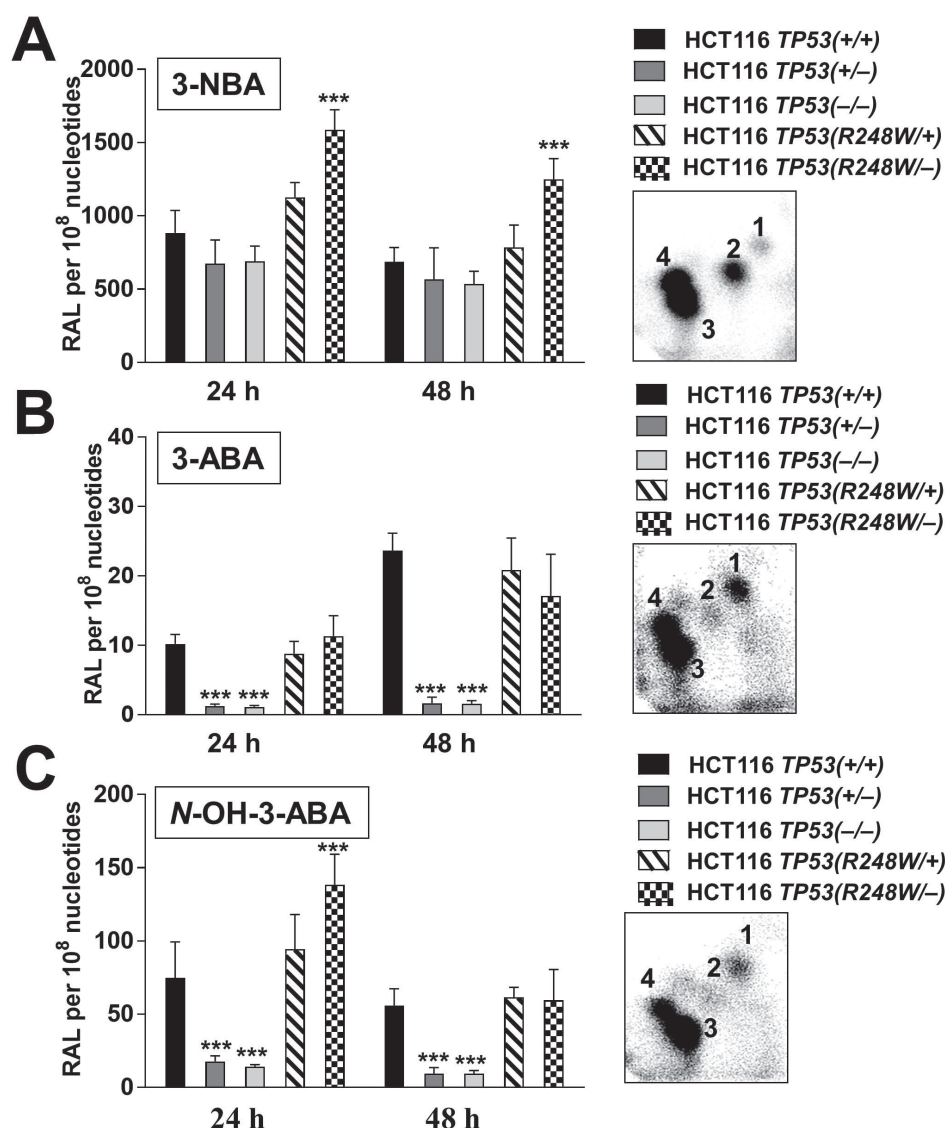 A
3-NBA
RAL per 10⁸ nucleotides
2000
1500
1000
500
0
***
***
24 h
48 h
HCT116 TP53(+/+)
HCT116 TP53(+/–)
HCT116 TP53(–/–)
HCT116 TP53(R248W/+)
HCT116 TP53(R248W/–)
1
2
4
3
B
3-ABA
RAL per 10⁸ nucleotides
40
30
20
10
0
*** ***
*** ***
24 h
48 h
HCT116 TP53(+/+)
HCT116 TP53(+/–)
HCT116 TP53(–/–)
HCT116 TP53(R248W/+)
HCT116 TP53(R248W/–)
1
2
4
3
C
N-OH-3-ABA
RAL per 10⁸ nucleotides
200
150
100
50
0
***
*** ***
*** ***
24 h
48 h
HCT116 TP53(+/+)
HCT116 TP53(+/–)
HCT116 TP53(–/–)
HCT116 TP53(R248W/+)
HCT116 TP53(R248W/–)
1
2
4
3